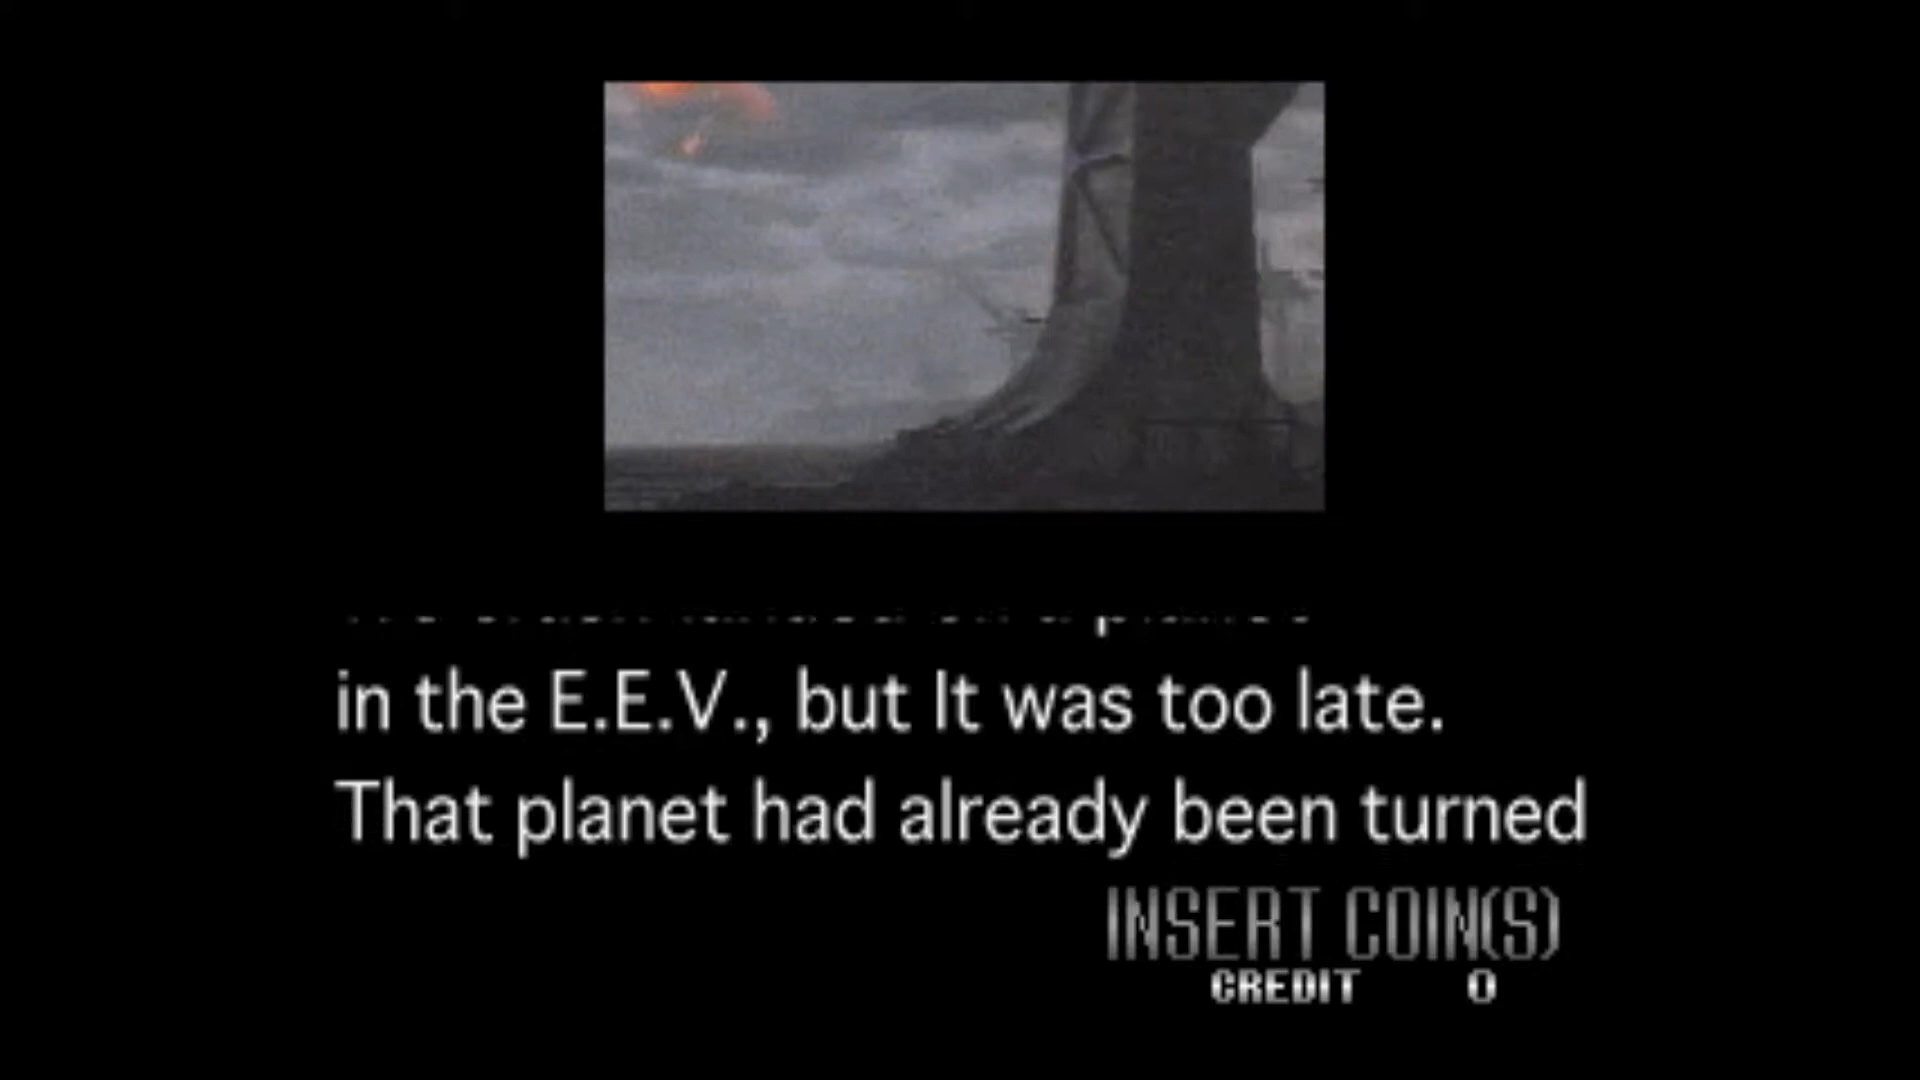 in the E.E.V., but It was too late.
That planet had already been turned
INSERT COIN(S)
CREDIT 0